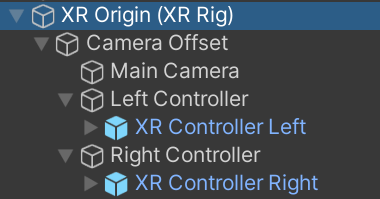 XR Origin (XR Rig)
Camera Offset
Main Camera
Left Controller
XR Controller Left
Right Controller
XR Controller Right